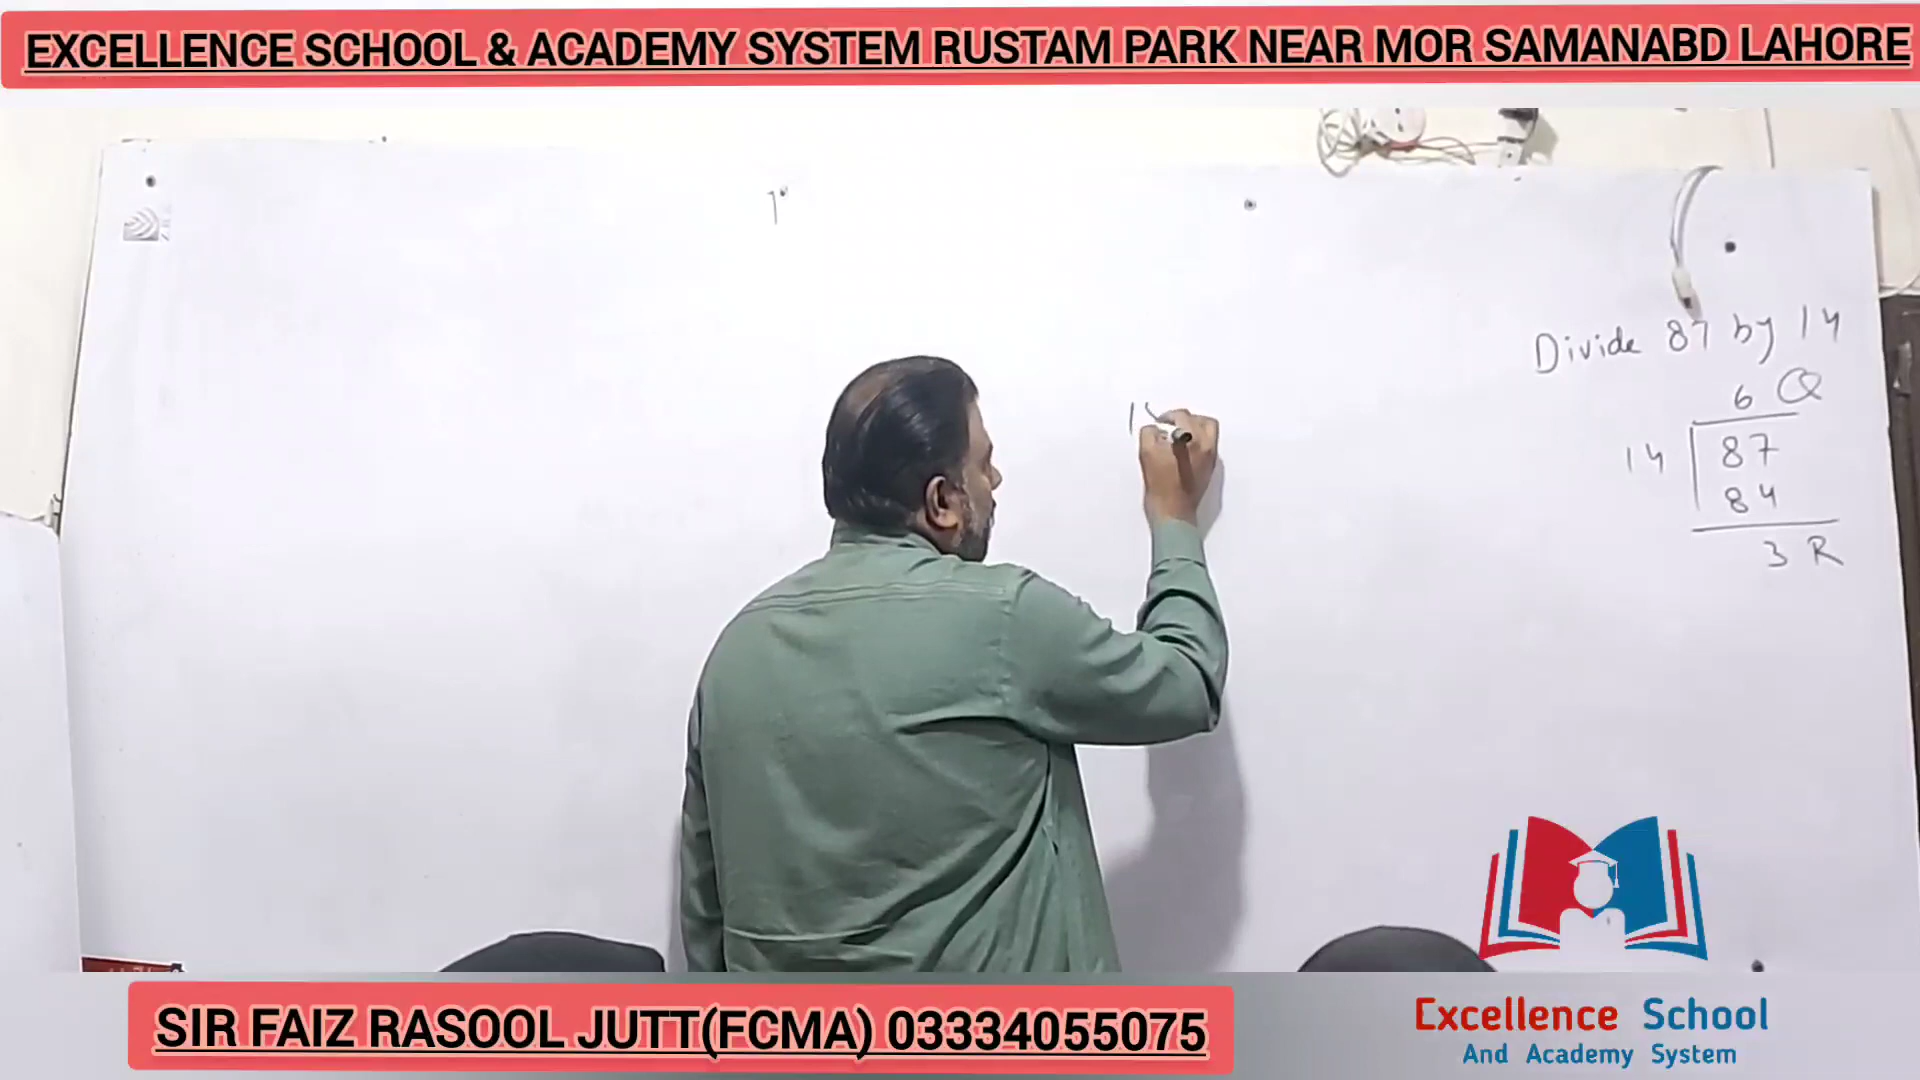 EXCELLENCE SCHOOL & ACADEMY SYSTEM RUSTAM PARK NEAR MOR SAMANABD LAHORE
Divide 87 by 14
6 Q
14 87
84
3 R
SIR FAIZ RASOOL JUTT(FCMA) 03334055075
Excellence School
And Academy System